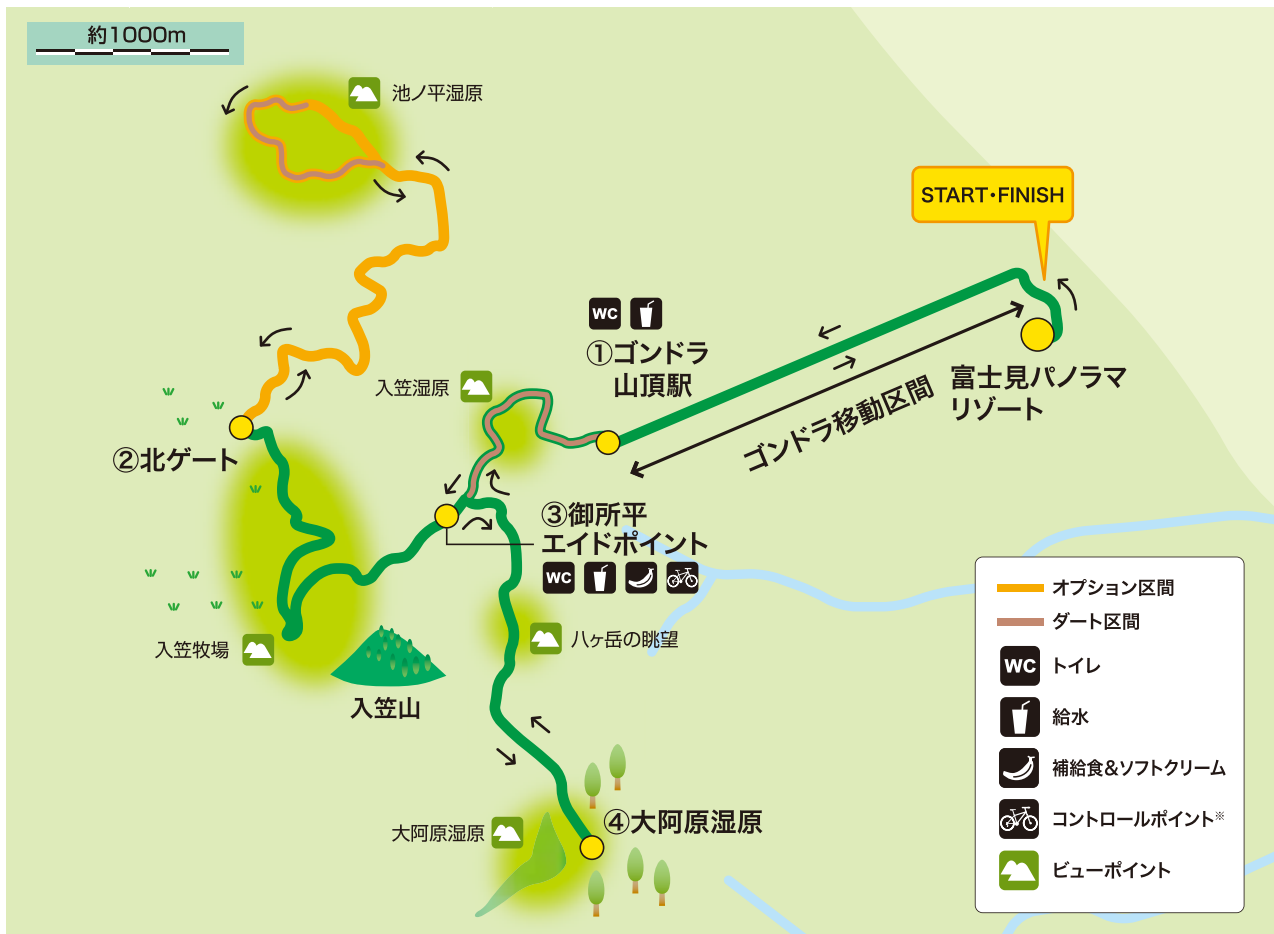 約1000m
池ノ平湿原
START・FINISH
WC
①ゴンドラ
山頂駅
富士見パノラマ
リゾート
ゴンドラ移動区間
入笠湿原
②北ゲート
③御所平
エイドポイント
WC
八ヶ岳の眺望
入笠牧場
入笠山
④大阿原湿原
大阿原湿原
オプション区間
ダート区間
WC トイレ
給水
補給食&ソフトクリーム
コントロールポイント※
ビューポイント